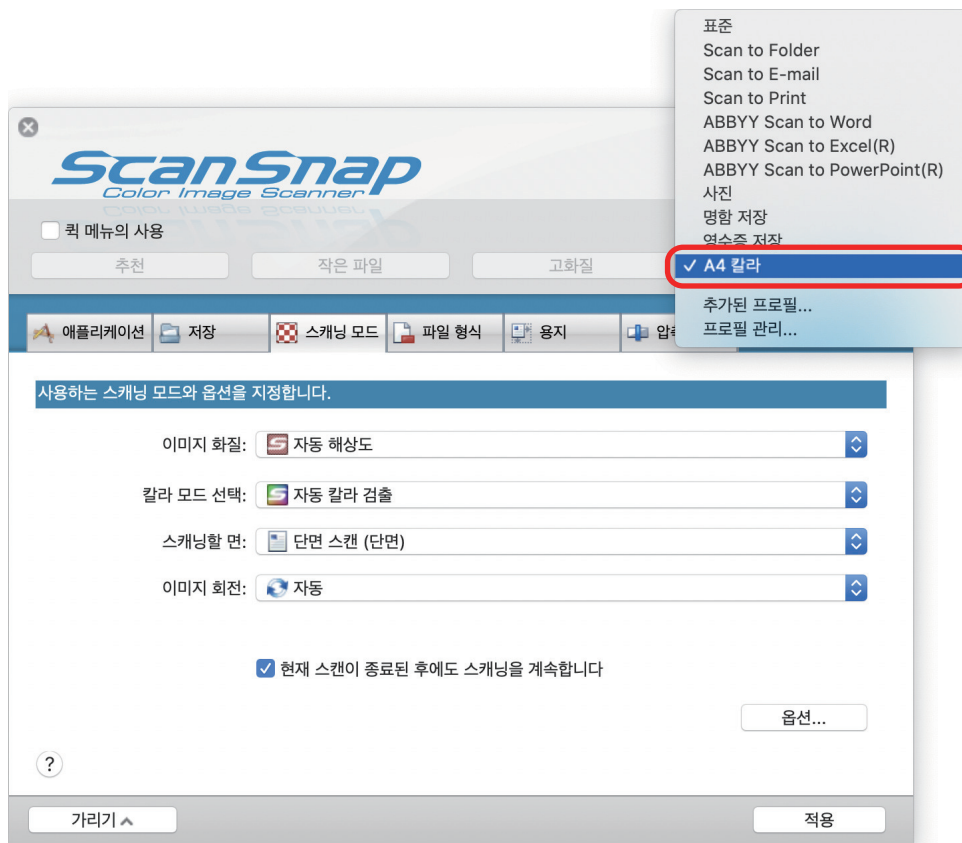 표준
Scan to Folder
Scan to E-mail
Scan to Print
ABBYY Scan to Word
ABBYY Scan to Excel(R)
ABBYY Scan to PowerPoint(R)
사진
명함 저장
영수증 저장
✓ A4 칼라
추가된 프로필...
프로필 관리...
ScanSnap
Color Image Scanner
퀵 메뉴의 사용
추천 작은 파일 고화질
애플리케이션 저장 스캐닝 모드 파일 형식 용지
사용하는 스캐닝 모드와 옵션을 지정합니다.
이미지 화질: 자동 해상도
칼라 모드 선택: 자동 칼라 검출
스캐닝할 면: 단면 스캔 (단면)
이미지 회전: 자동
현재 스캔이 종료된 후에도 스캐닝을 계속합니다
옵션...
?
가리기 적용